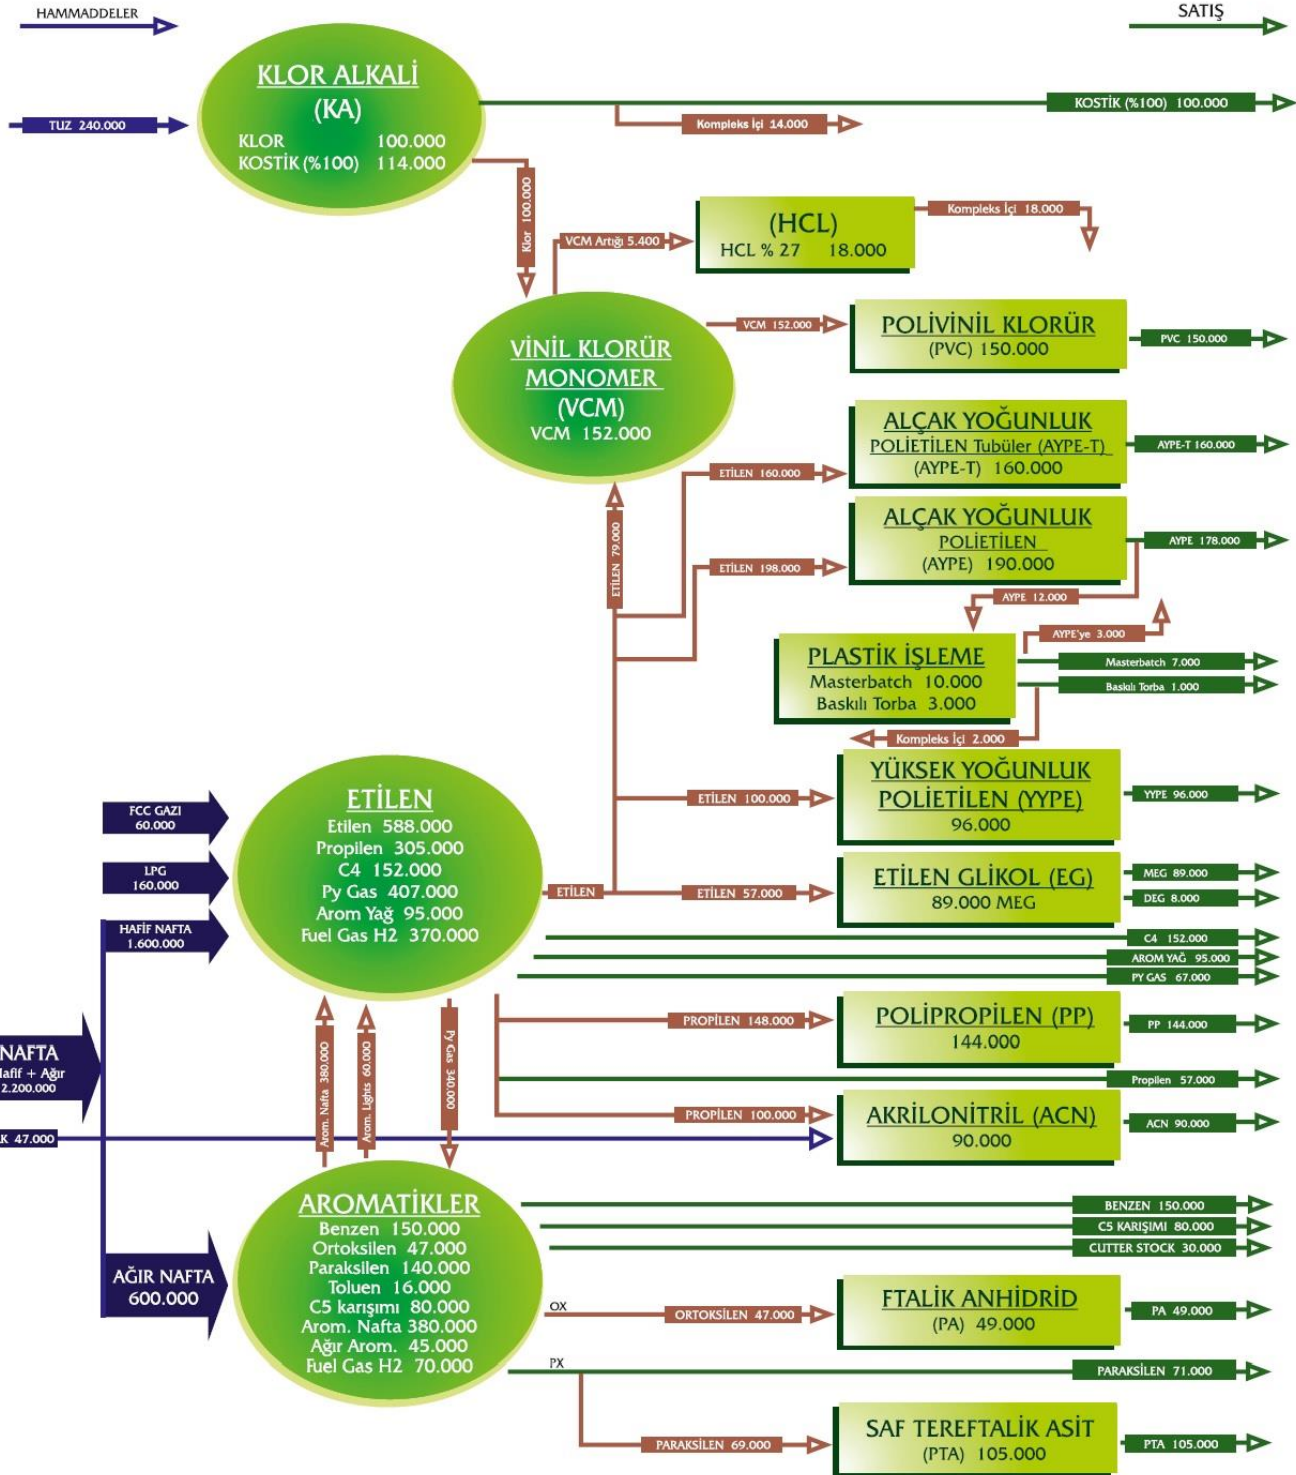 HAMMADDELER
SATIŞ
KLOR ALKALİ
(KA)
KLOR 100.000
KOSTİK (%100) 114.000
TUZ 240.000
KOSTİK (%100) 100.000
Kompleks İçi 14.000
Klor 100.000
VCM Artığı 5.400
(HCL)
HCL % 27 18.000
Kompleks İçi 18.000
VİNİL KLORÜR
MONOMER
(VCM)
VCM 152.000
VCM 152.000
POLİVİNİL KLORÜR
(PVC) 150.000
PVC 150.000
ALÇAK YOĞUNLUK
POLIETİLEN Tubüler (AYPE-T)
(AYPE-T) 160.000
ETİLEN 160.000
AYPE-T 160.000
ETİLEN 79.000
ALÇAK YOĞUNLUK
POLİETİLEN
(AYPE) 190.000
ETİLEN 198.000
AYPE 178.000
AYPE 12.000
AYPE'ye 3.000
PLASTİK İŞLEME
Masterbatch 10.000
Baskılı Torba 3.000
Masterbatch 7.000
Baskılı Torba 1.000
Kompleks İçi 2.000
ETİLEN
Etilen 588.000
Propilen 305.000
C4 152.000
Py Gas 407.000
Arom Yağ 95.000
Fuel Gas H2 370.000
FCC GAZI
60.000
LPG
160.000
HAFİF NAFTA
1.600.000
ETİLEN 100.000
YÜKSEK YOĞUNLUK
POLİETİLEN (YYPE)
96.000
YYPE 96.000
ETİLEN
ETİLEN 57.000
ETİLEN GLİKOL (EG)
89.000 MEG
MEG 89.000
DEG 8.000
C4 152.000
AROM YAĞ 95.000
PY GAS 67.000
NAFTA
afif + Ağır
2.200.000
K 47.000
Arom. Nafta 380.000
Arom. Lights 60.000
Py Gas 340.000
PROPİLEN 148.000
POLİPROPİLEN (PP)
144.000
PP 144.000
Propilen 57.000
PROPİLEN 100.000
AKRİLONİTRİL (ACN)
90.000
ACN 90.000
AROMATİKLER
Benzen 150.000
Ortoksilen 47.000
Paraksilen 140.000
Toluen 16.000
C5 karışımı 80.000
Arom. Nafta 380.000
Ağır Arom. 45.000
Fuel Gas H2 70.000
AĞIR NAFTA
600.000
BENZEN 150.000
C5 KARIŞIMI 80.000
CUTTER STOCK 30.000
OX
ORTOKSİLEN 47.000
FTALİK ANHİDRİD
(PA) 49.000
PA 49.000
PX
PARAKSİLEN 71.000
PARAKSİLEN 69.000
SAF TEREFTALİK ASİT
(PTA) 105.000
PTA 105.000